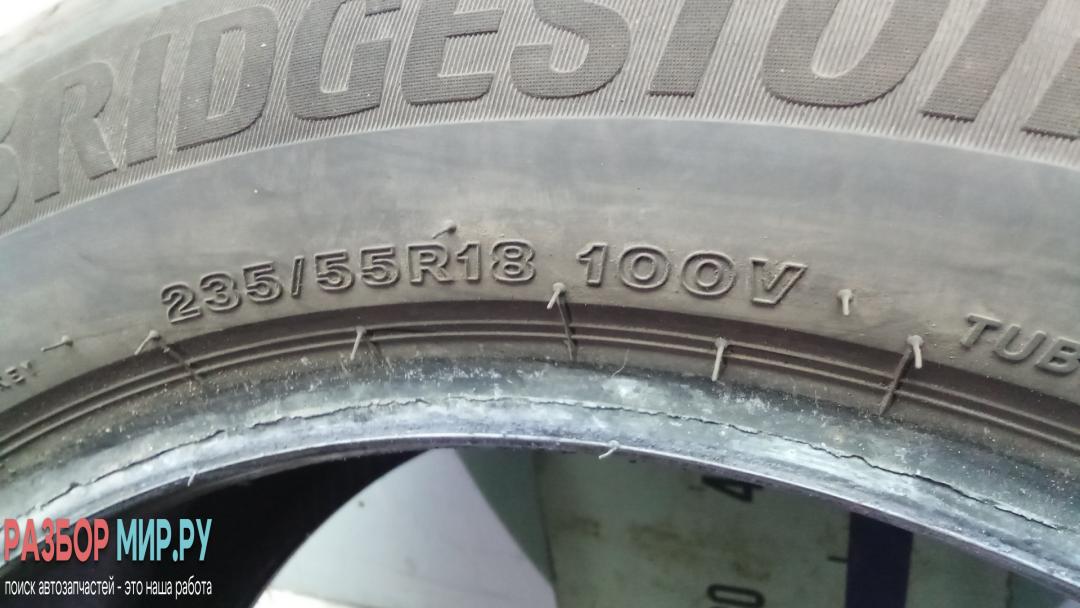 BRIDGESTON
235/55R18 100V
TUB
РАЗБОР МИР.РУ
поиск автозапчастей - это наша работа